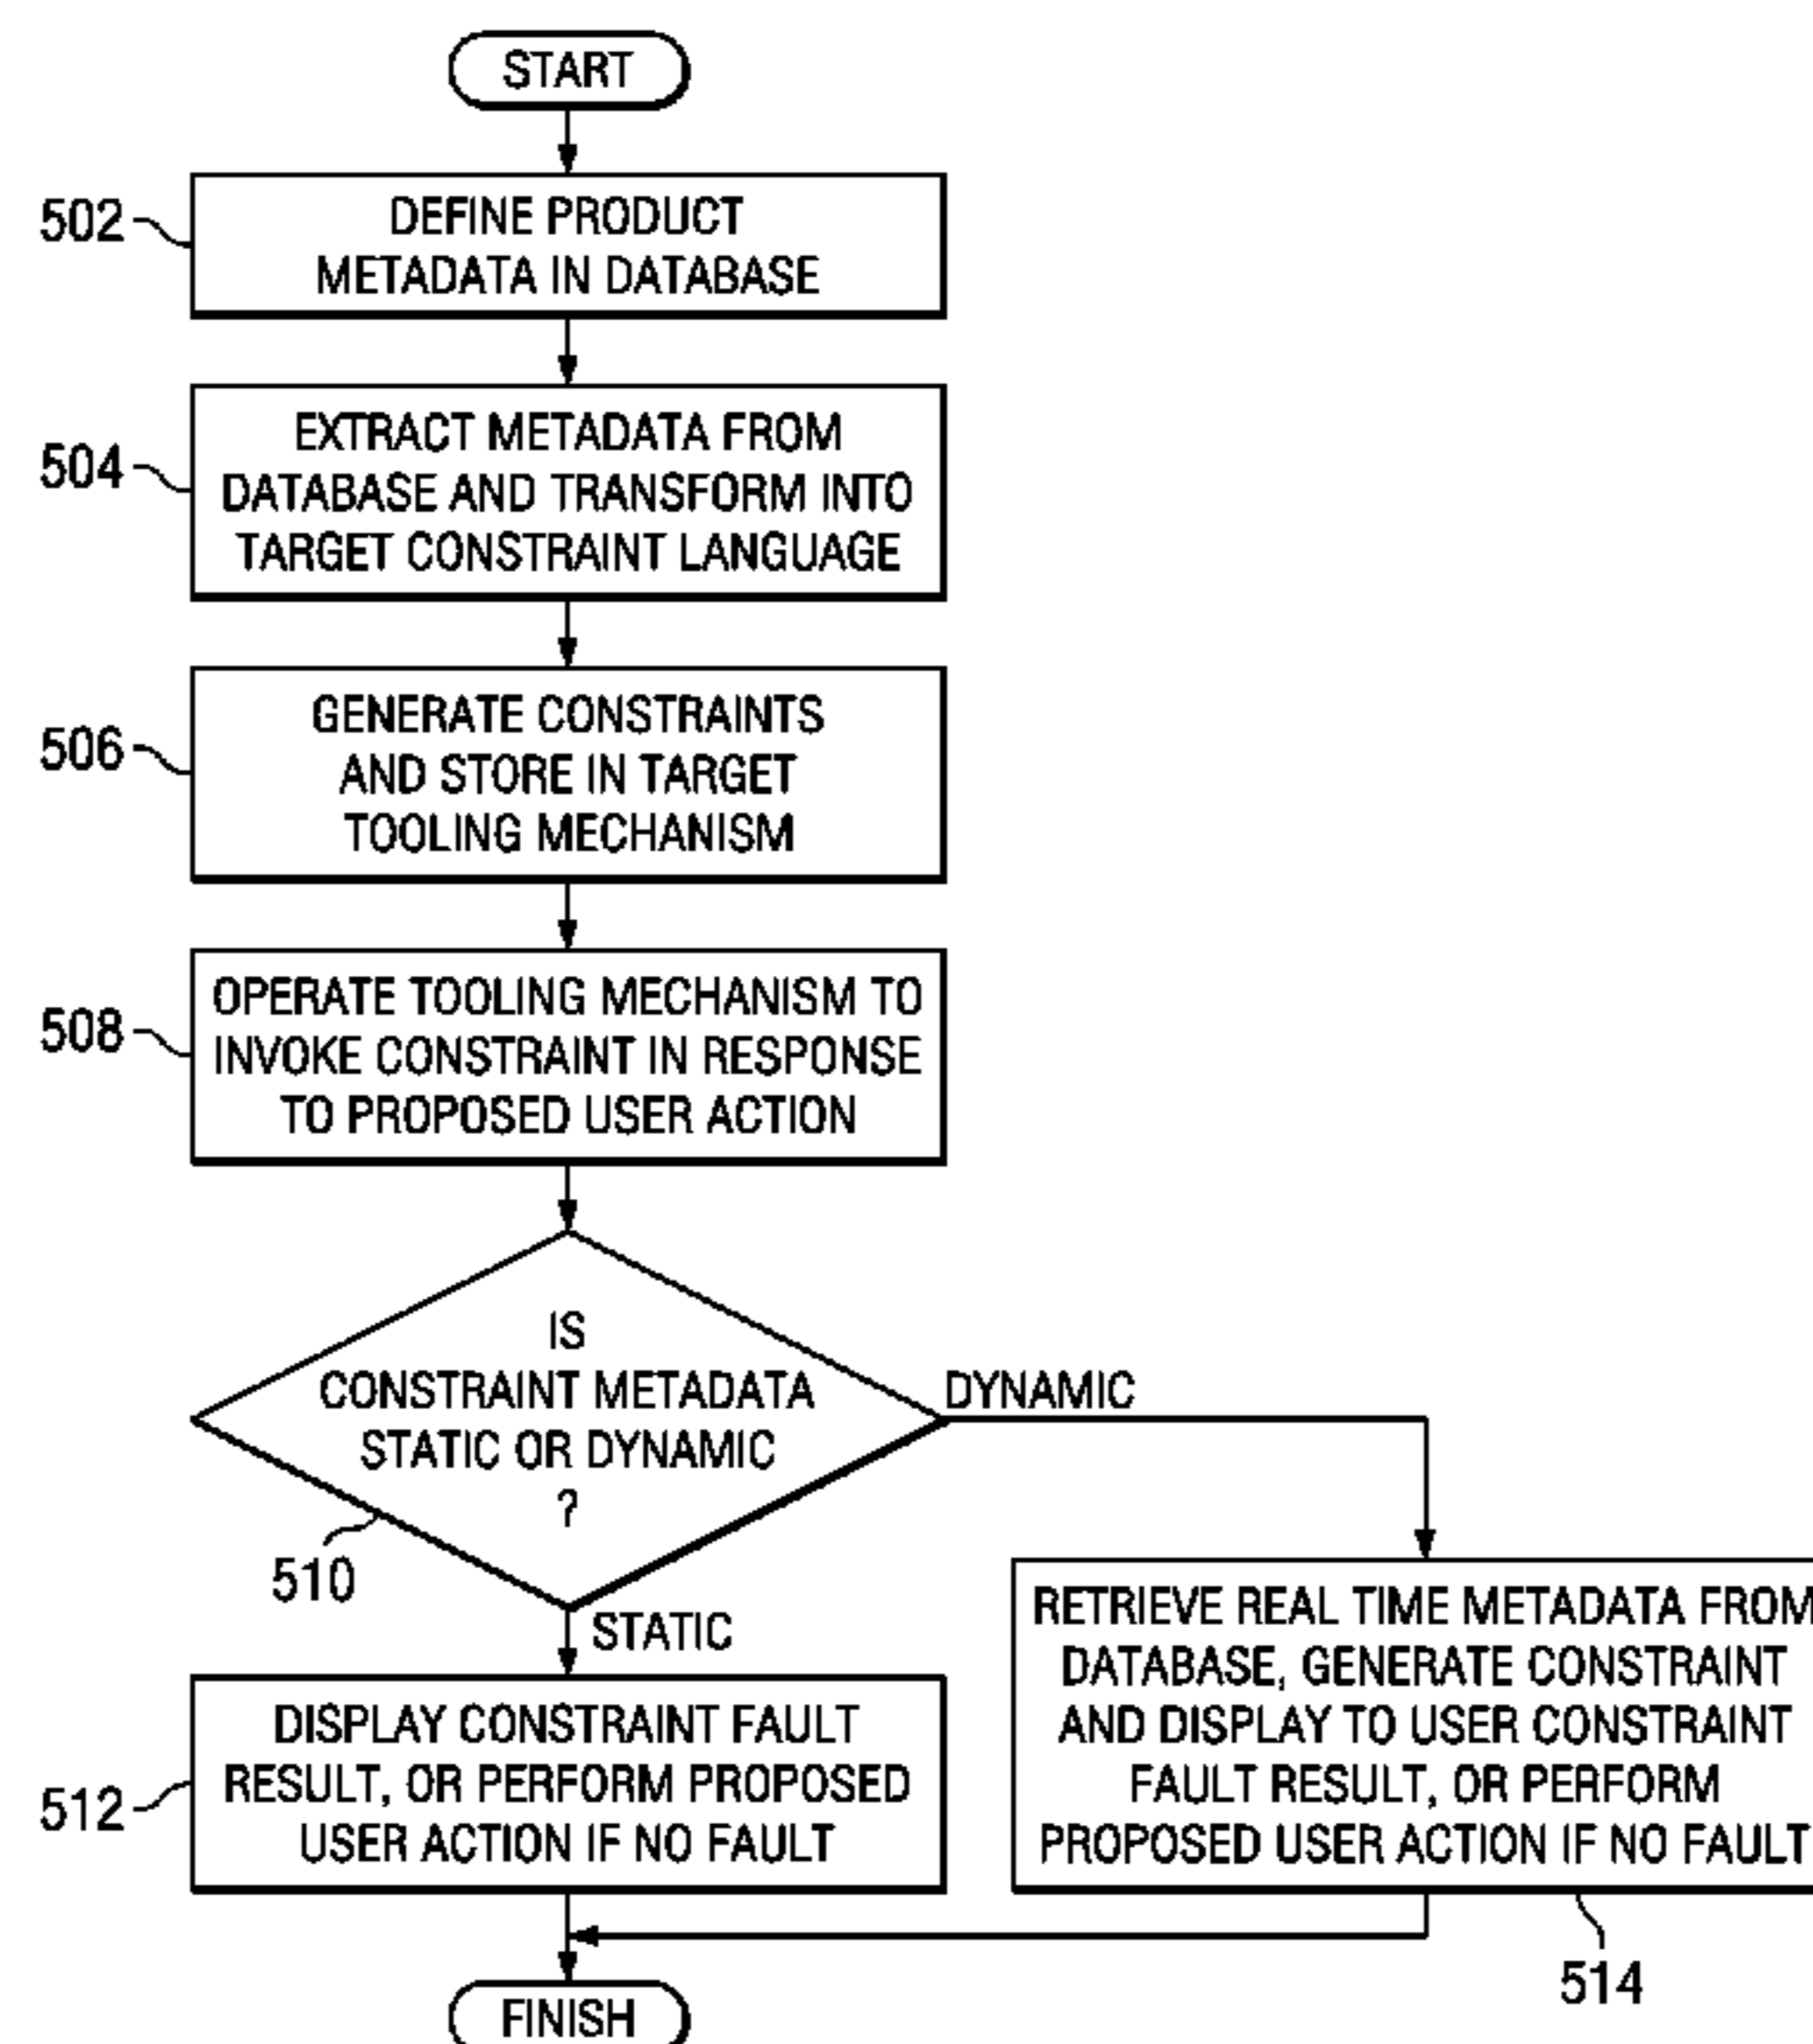 START
502
DEFINE PRODUCT
METADATA IN DATABASE
504
EXTRACT METADATA FROM
DATABASE AND TRANSFORM INTO
TARGET CONSTRAINT LANGUAGE
506
GENERATE CONSTRAINTS
AND STORE IN TARGET
TOOLING MECHANISM
508
OPERATE TOOLING MECHANISM TO
INVOKE CONSTRAINT IN RESPONSE
TO PROPOSED USER ACTION
IS
CONSTRAINT METADATA
STATIC OR DYNAMIC
?
510
DYNAMIC
STATIC
512
DISPLAY CONSTRAINT FAULT
RESULT, OR PERFORM PROPOSED
USER ACTION IF NO FAULT
RETRIEVE REAL TIME METADATA FROM
DATABASE, GENERATE CONSTRAINT
AND DISPLAY TO USER CONSTRAINT
FAULT RESULT, OR PERFORM
PROPOSED USER ACTION IF NO FAULT
514
FINISH